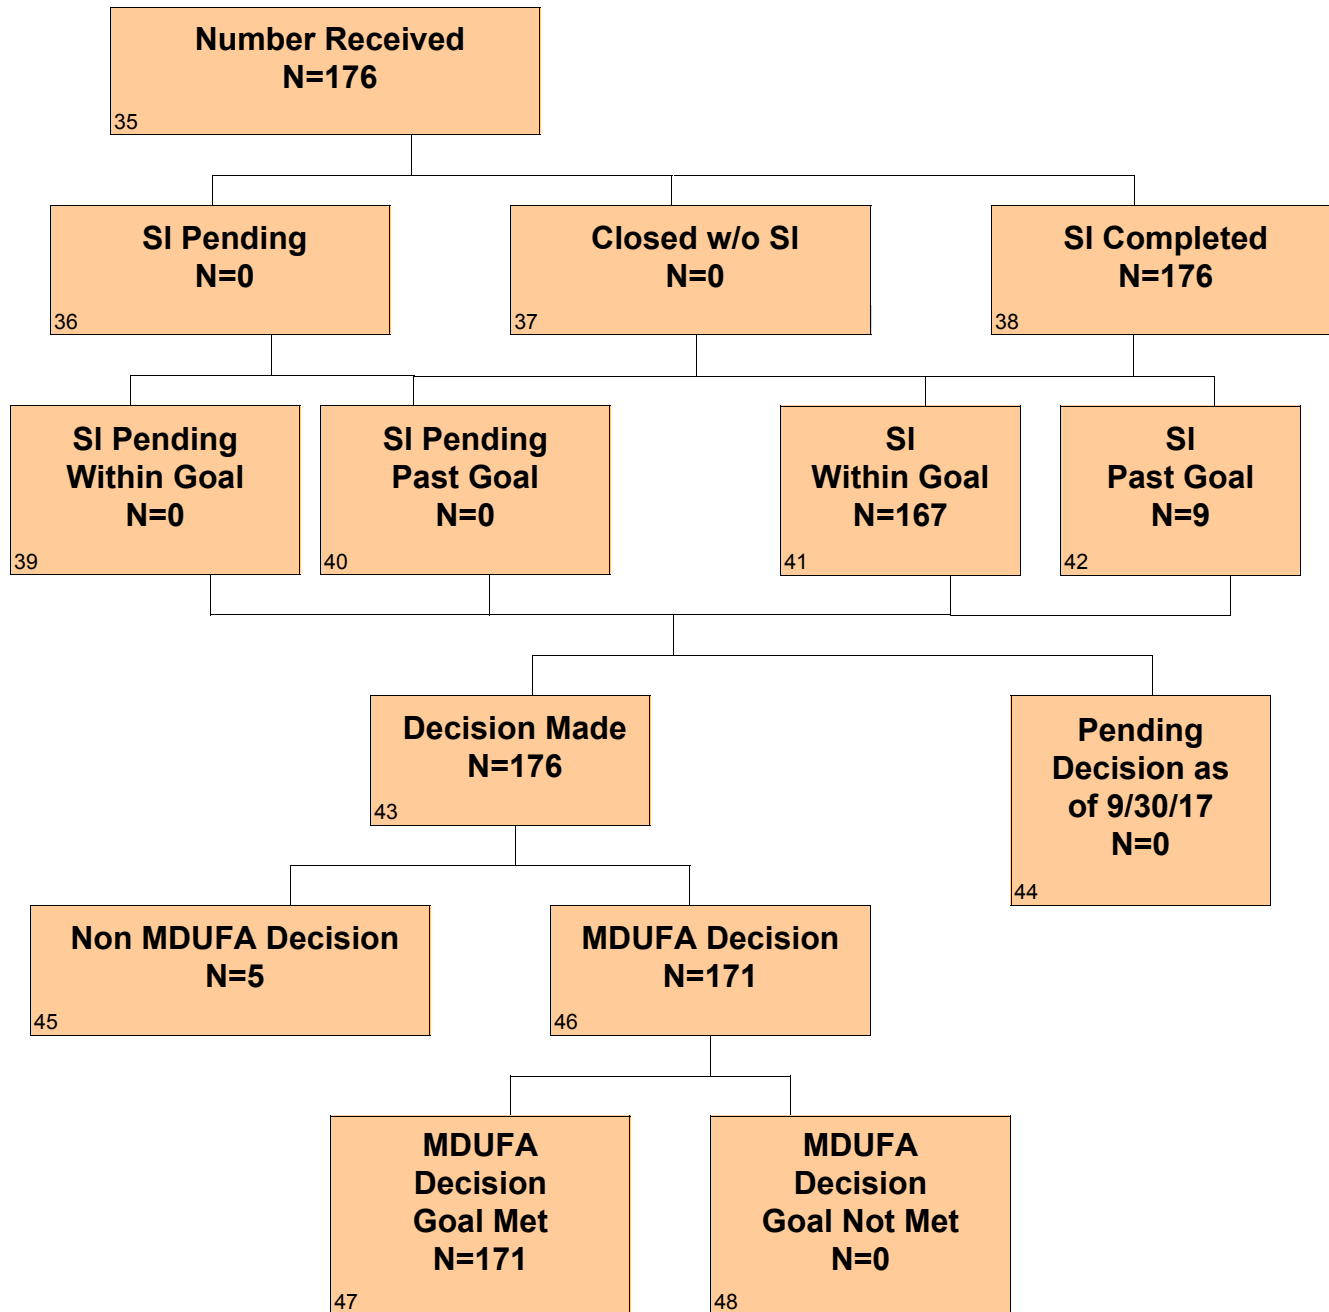 Number Received
N=176
35
SI Pending
N=0
36
Closed w/o SI
N=0
37
SI Completed
N=176
38
SI Pending
Within Goal
N=0
39
SI Pending
Past Goal
N=0
40
SI
Within Goal
N=167
41
SI
Past Goal
N=9
42
Decision Made
N=176
43
Pending
Decision as
of 9/30/17
N=0
44
Non MDUFA Decision
N=5
45
MDUFA Decision
N=171
46
MDUFA
Decision
Goal Met
N=171
47
MDUFA
Decision
Goal Not Met
N=0
48